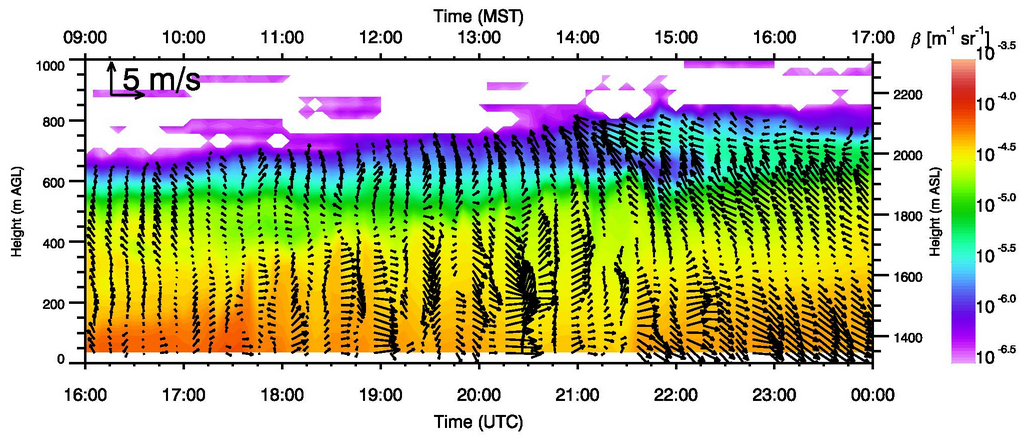 Time (MST)
09:00 10:00 11:00 12:00 13:00 14:00 15:00 16:00 17:00
β [m⁻¹ sr⁻¹]
5 m/s
Height (m AGL)
1000
800
600
400
200
0
Height (m ASL)
2200
2000
1800
1600
1400
10 -3.5
10 -4.0
10 -4.5
10 -5.0
10 -5.5
10 -6.0
10 -6.5
16:00 17:00 18:00 19:00 20:00 21:00 22:00 23:00 00:00
Time (UTC)